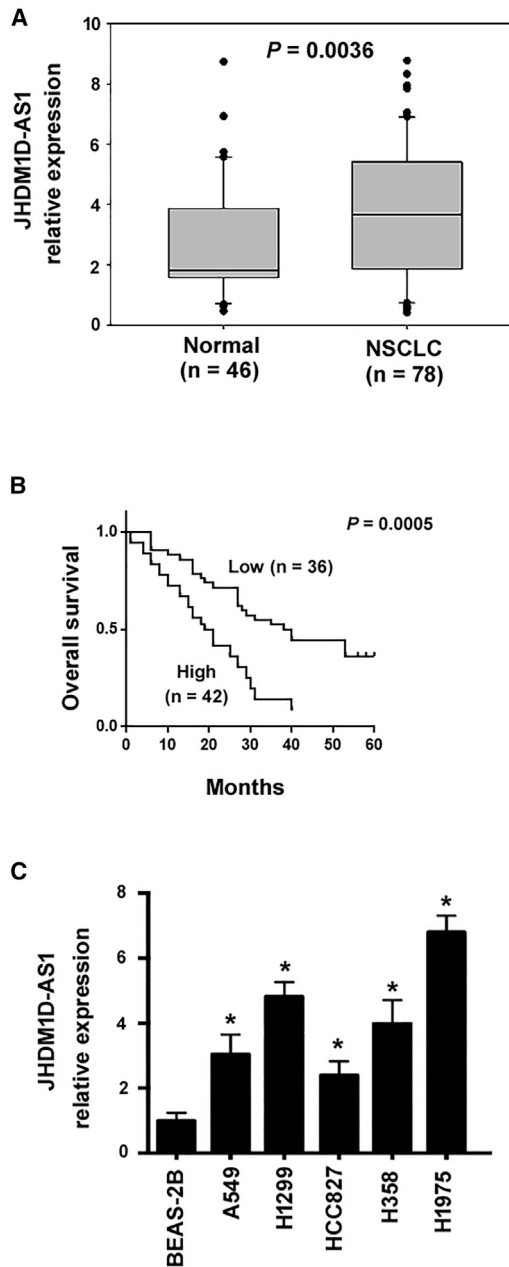 A
P = 0.0036
JHDM1D-AS1
relative expression
10
8
6
4
2
0
Normal
(n = 46)
NSCLC
(n = 78)
B
P = 0.0005
Overall survival
1.0
0.5
0.0
Low (n = 36)
High
(n = 42)
0 10 20 30 40 50 60
Months
C
JHDM1D-AS1
relative expression
8
6
4
2
0
* * * * *
BEAS-2B
A549
H1299
HCC827
H358
H1975